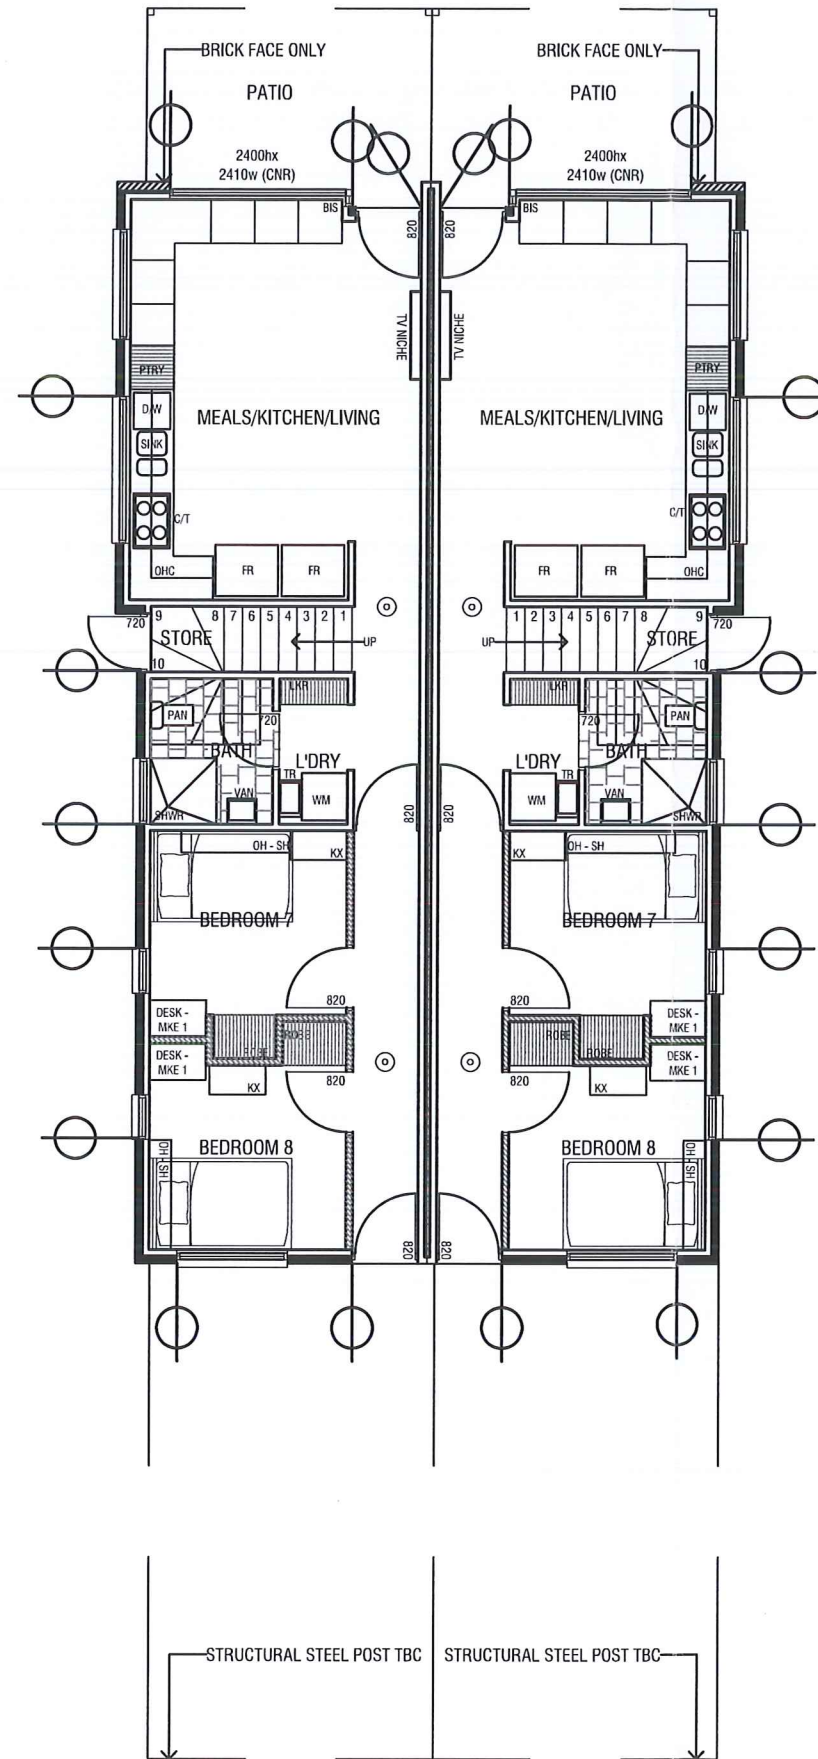 BRICK FACE ONLY
BRICK FACE ONLY
PATIO
PATIO
2400hx
2410w (CNR)
2400hx
2410w (CNR)
BIS
820
820
BIS
TV NICHE
TV NICHE
PTRY
PTRY
D/W
D/W
MEALS/KITCHEN/LIVING
MEALS/KITCHEN/LIVING
SINK
SINK
C/T
C/T
OHC
FR
FR
FR
FR
OHC
720
9
8
7
6
5
4
3
2
1
1
2
3
4
5
6
7
8
9
720
STORE
UP
UP
STORE
10
10
LKR
LKR
PAN
720
720
PAN
BATH
L'DRY
L'DRY
BATH
TR
TR
VAN
WM
WM
VAN
SHWR
820
820
SHWR
OH - SH
KX
KX
OH - SH
BEDROOM 7
BEDROOM 7
820
820
DESK -
MKE 1
DESK -
MKE 1
ROBE
ROBE
ROBE
ROBE
DESK -
MKE 1
DESK -
MKE 1
820
820
KX
KX
BEDROOM 8
BEDROOM 8
OH - SH
OH - SH
820
820
STRUCTURAL STEEL POST TBC
STRUCTURAL STEEL POST TBC